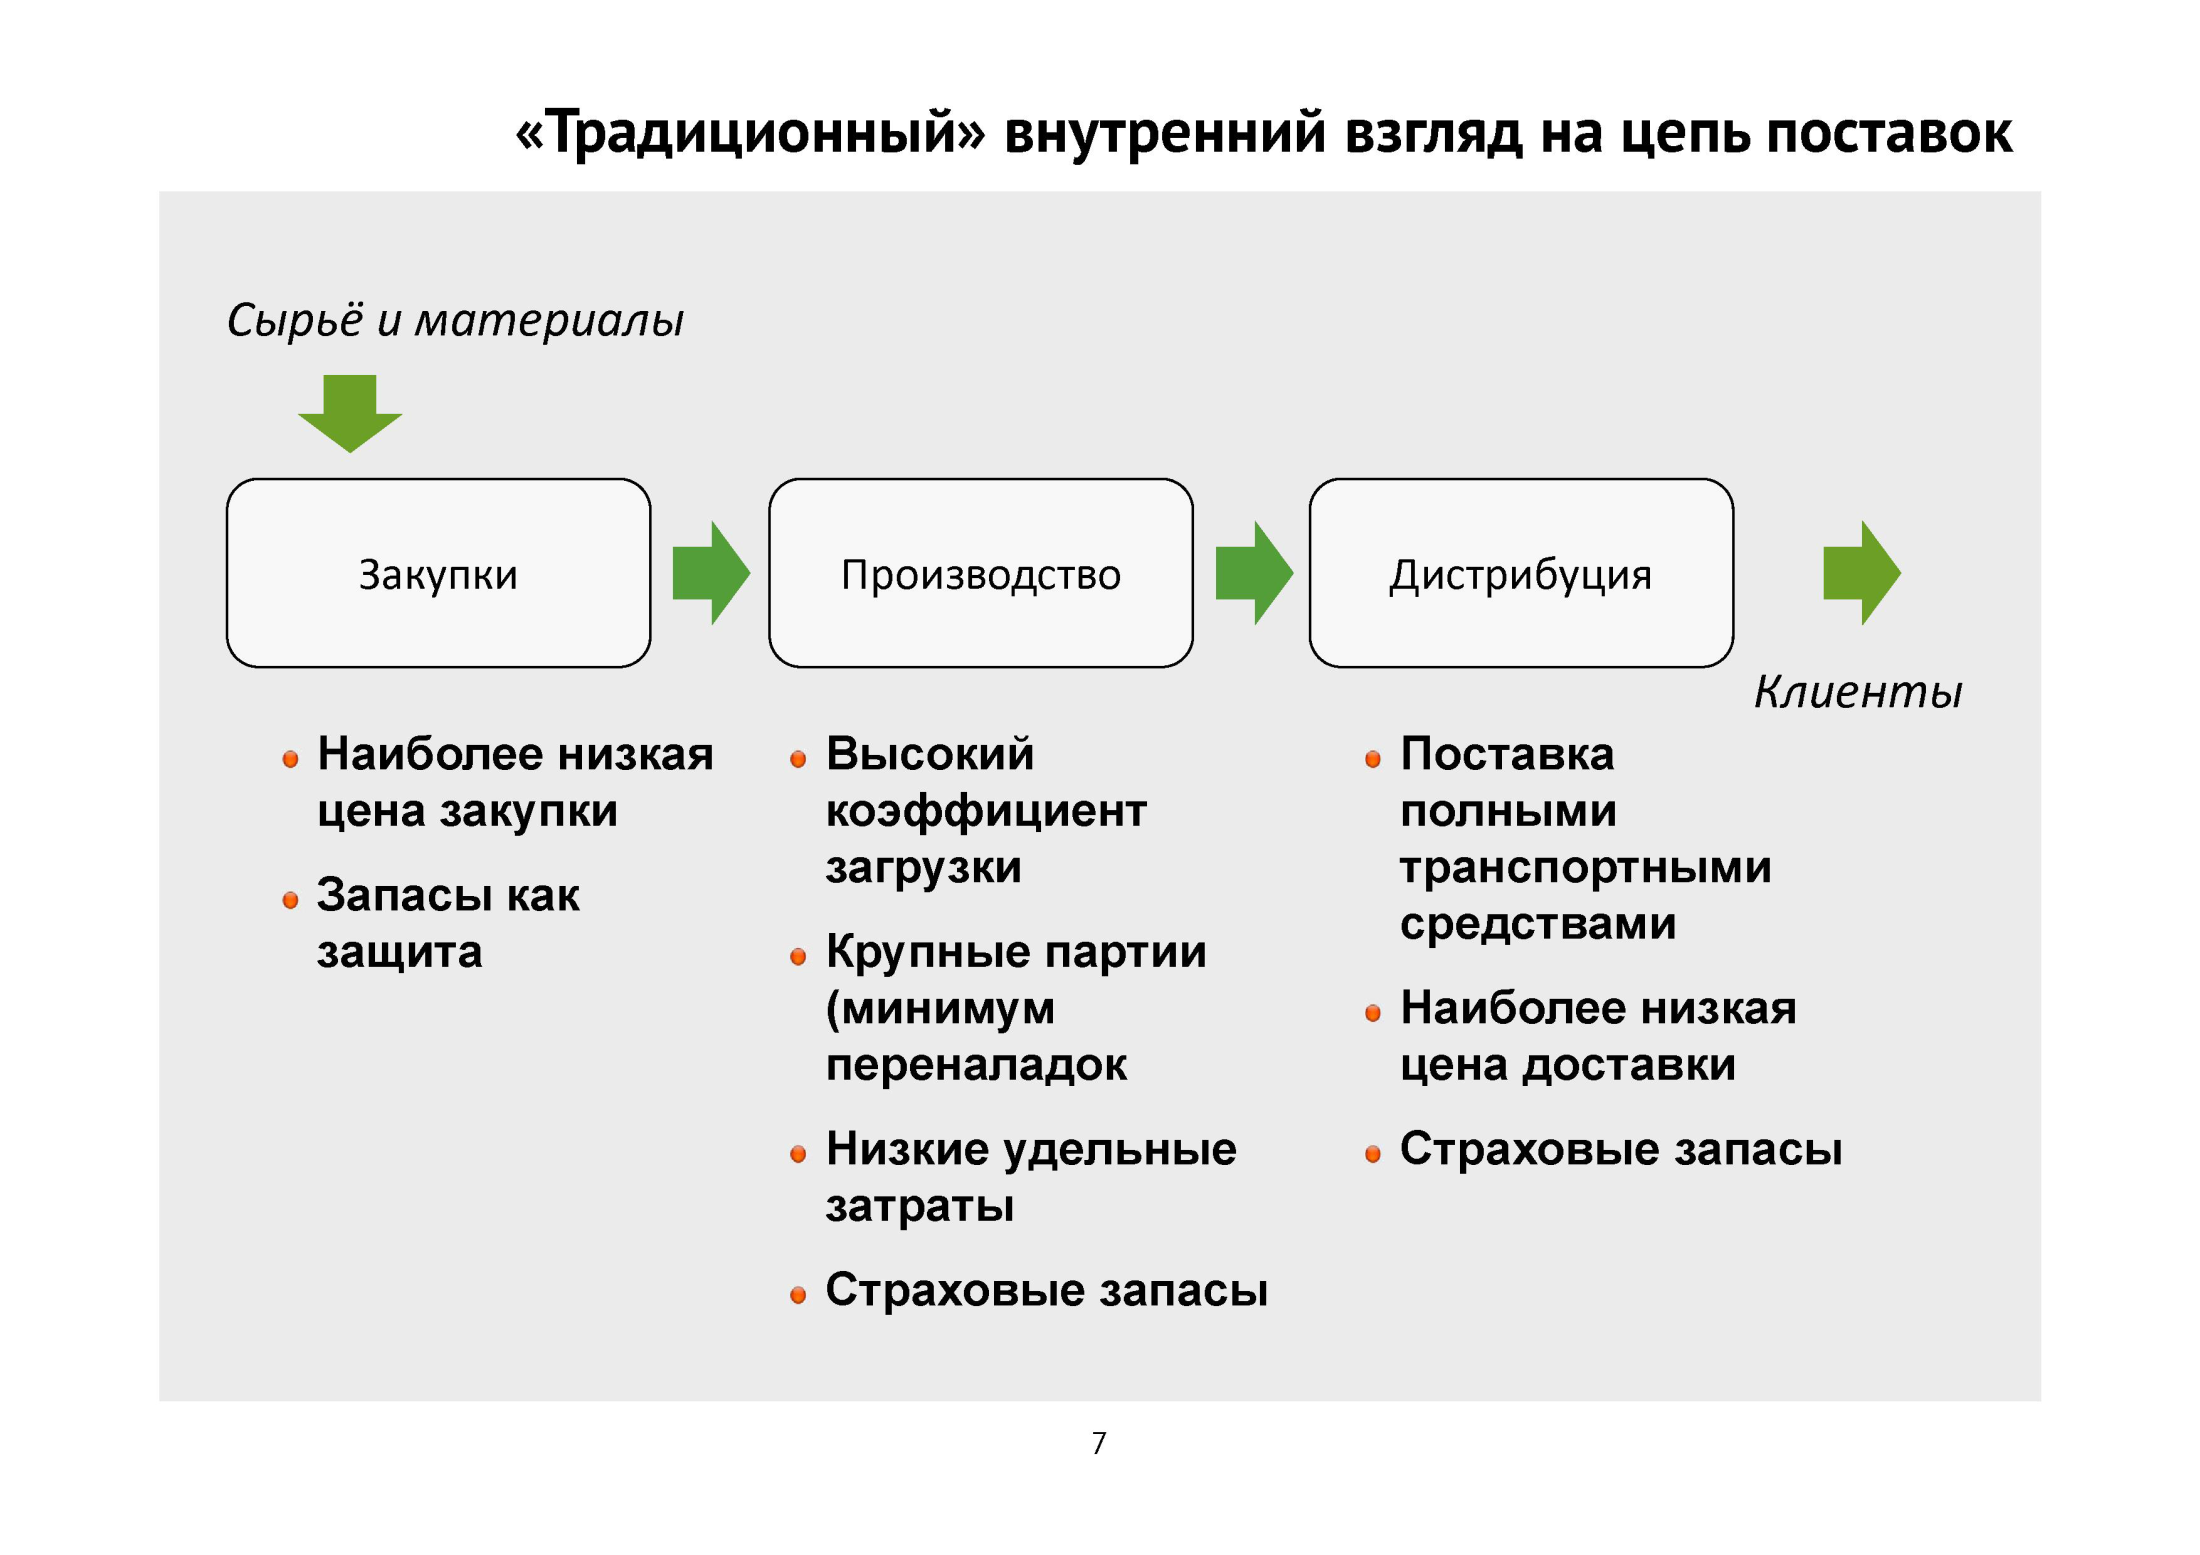 «Традиционный» внутренний взгляд на цепь поставок
Сырьё и материалы
Закупки
Производство
Дистрибуция
Клиенты
Наиболее низкая
цена закупки
Запасы как
защита
Высокий
коэффициент
загрузки
Крупные партии
(минимум
переналадок
Низкие удельные
затраты
Страховые запасы
Поставка
полными
транспортными
средствами
Наиболее низкая
цена доставки
Страховые запасы
7